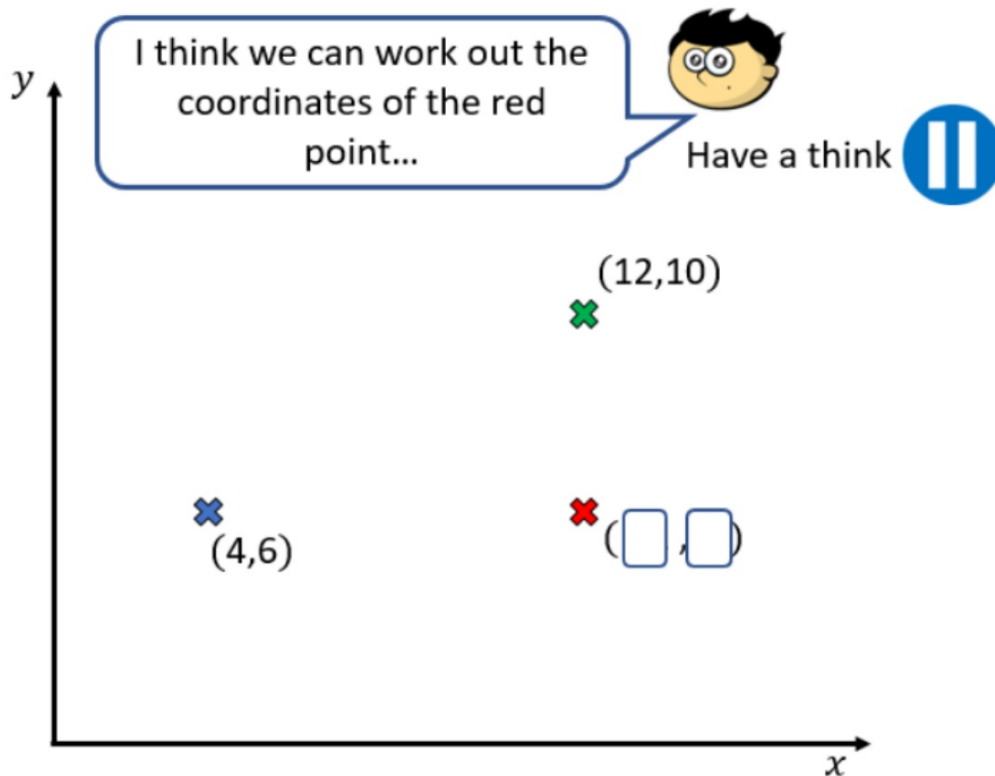 I think we can work out the
coordinates of the red
point...
y
Have a think
(12,10)
(4,6)
( , )
x